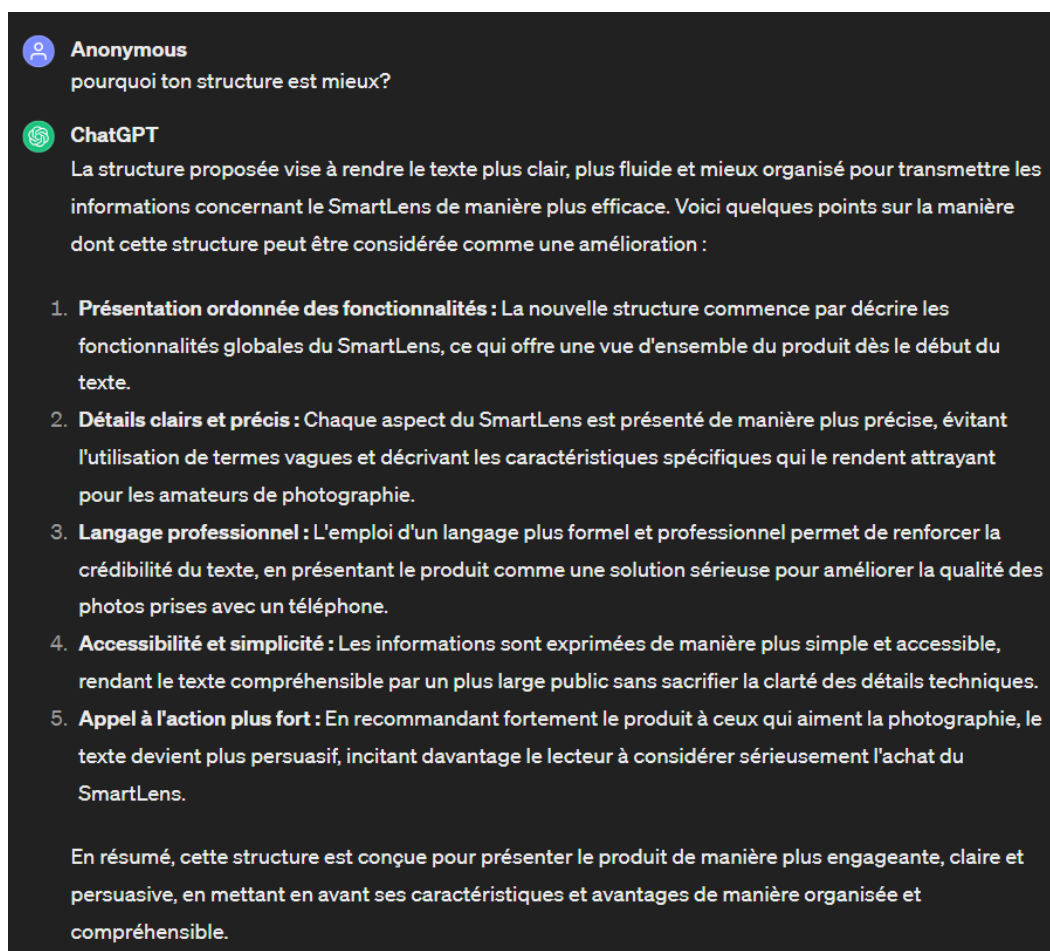 Anonymous
pourquoi ton structure est mieux?
ChatGPT
La structure proposée vise à rendre le texte plus clair, plus fluide et mieux organisé pour transmettre les
informations concernant le SmartLens de manière plus efficace. Voici quelques points sur la manière
dont cette structure peut être considérée comme une amélioration :
1. Présentation ordonnée des fonctionnalités : La nouvelle structure commence par décrire les
fonctionnalités globales du SmartLens, ce qui offre une vue d'ensemble du produit dès le début du
texte.
2. Détails clairs et précis : Chaque aspect du SmartLens est présenté de manière plus précise, évitant
l'utilisation de termes vagues et décrivant les caractéristiques spécifiques qui le rendent attrayant
pour les amateurs de photographie.
3. Langage professionnel : L'emploi d'un langage plus formel et professionnel permet de renforcer la
crédibilité du texte, en présentant le produit comme une solution sérieuse pour améliorer la qualité des
photos prises avec un téléphone.
4. Accessibilité et simplicité : Les informations sont exprimées de manière plus simple et accessible,
rendant le texte compréhensible par un plus large public sans sacrifier la clarté des détails techniques.
5. Appel à l'action plus fort : En recommandant fortement le produit à ceux qui aiment la photographie, le
texte devient plus persuasif, incitant davantage le lecteur à considérer sérieusement l'achat du
SmartLens.
En résumé, cette structure est conçue pour présenter le produit de manière plus engageante, claire et
persuasive, en mettant en avant ses caractéristiques et avantages de manière organisée et
compréhensible.